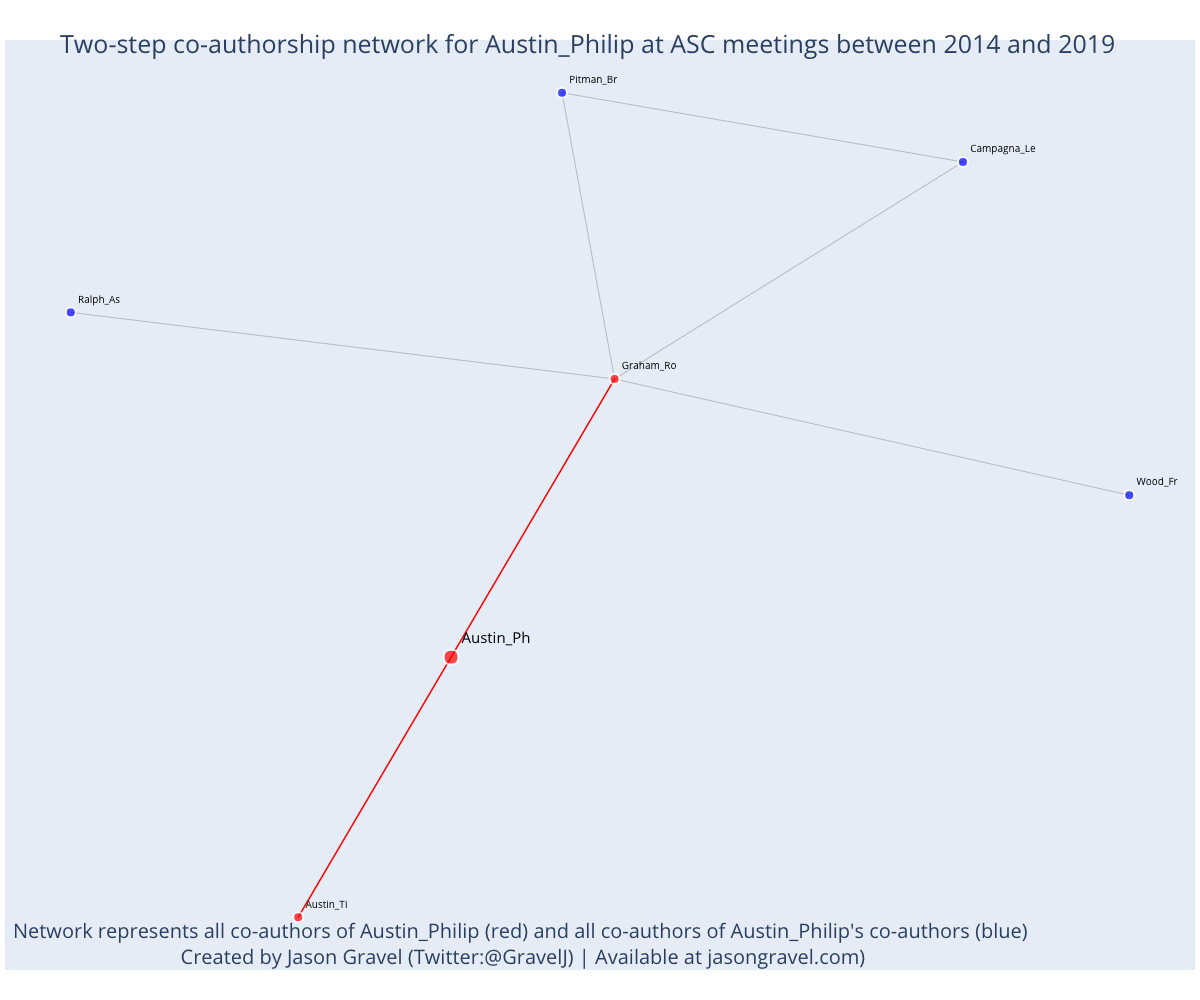 Two-step co-authorship network for Austin_Philip at ASC meetings between 2014 and 2019
Pitman_Br
Campagna_Le
Ralph_As
Graham_Ro
Wood_Fr
Austin_Ph
Austin_Ti
Network represents all co-authors of Austin_Philip (red) and all co-authors of Austin_Philip's co-authors (blue)
Created by Jason Gravel (Twitter:@GravelJ) | Available at jasongravel.com)